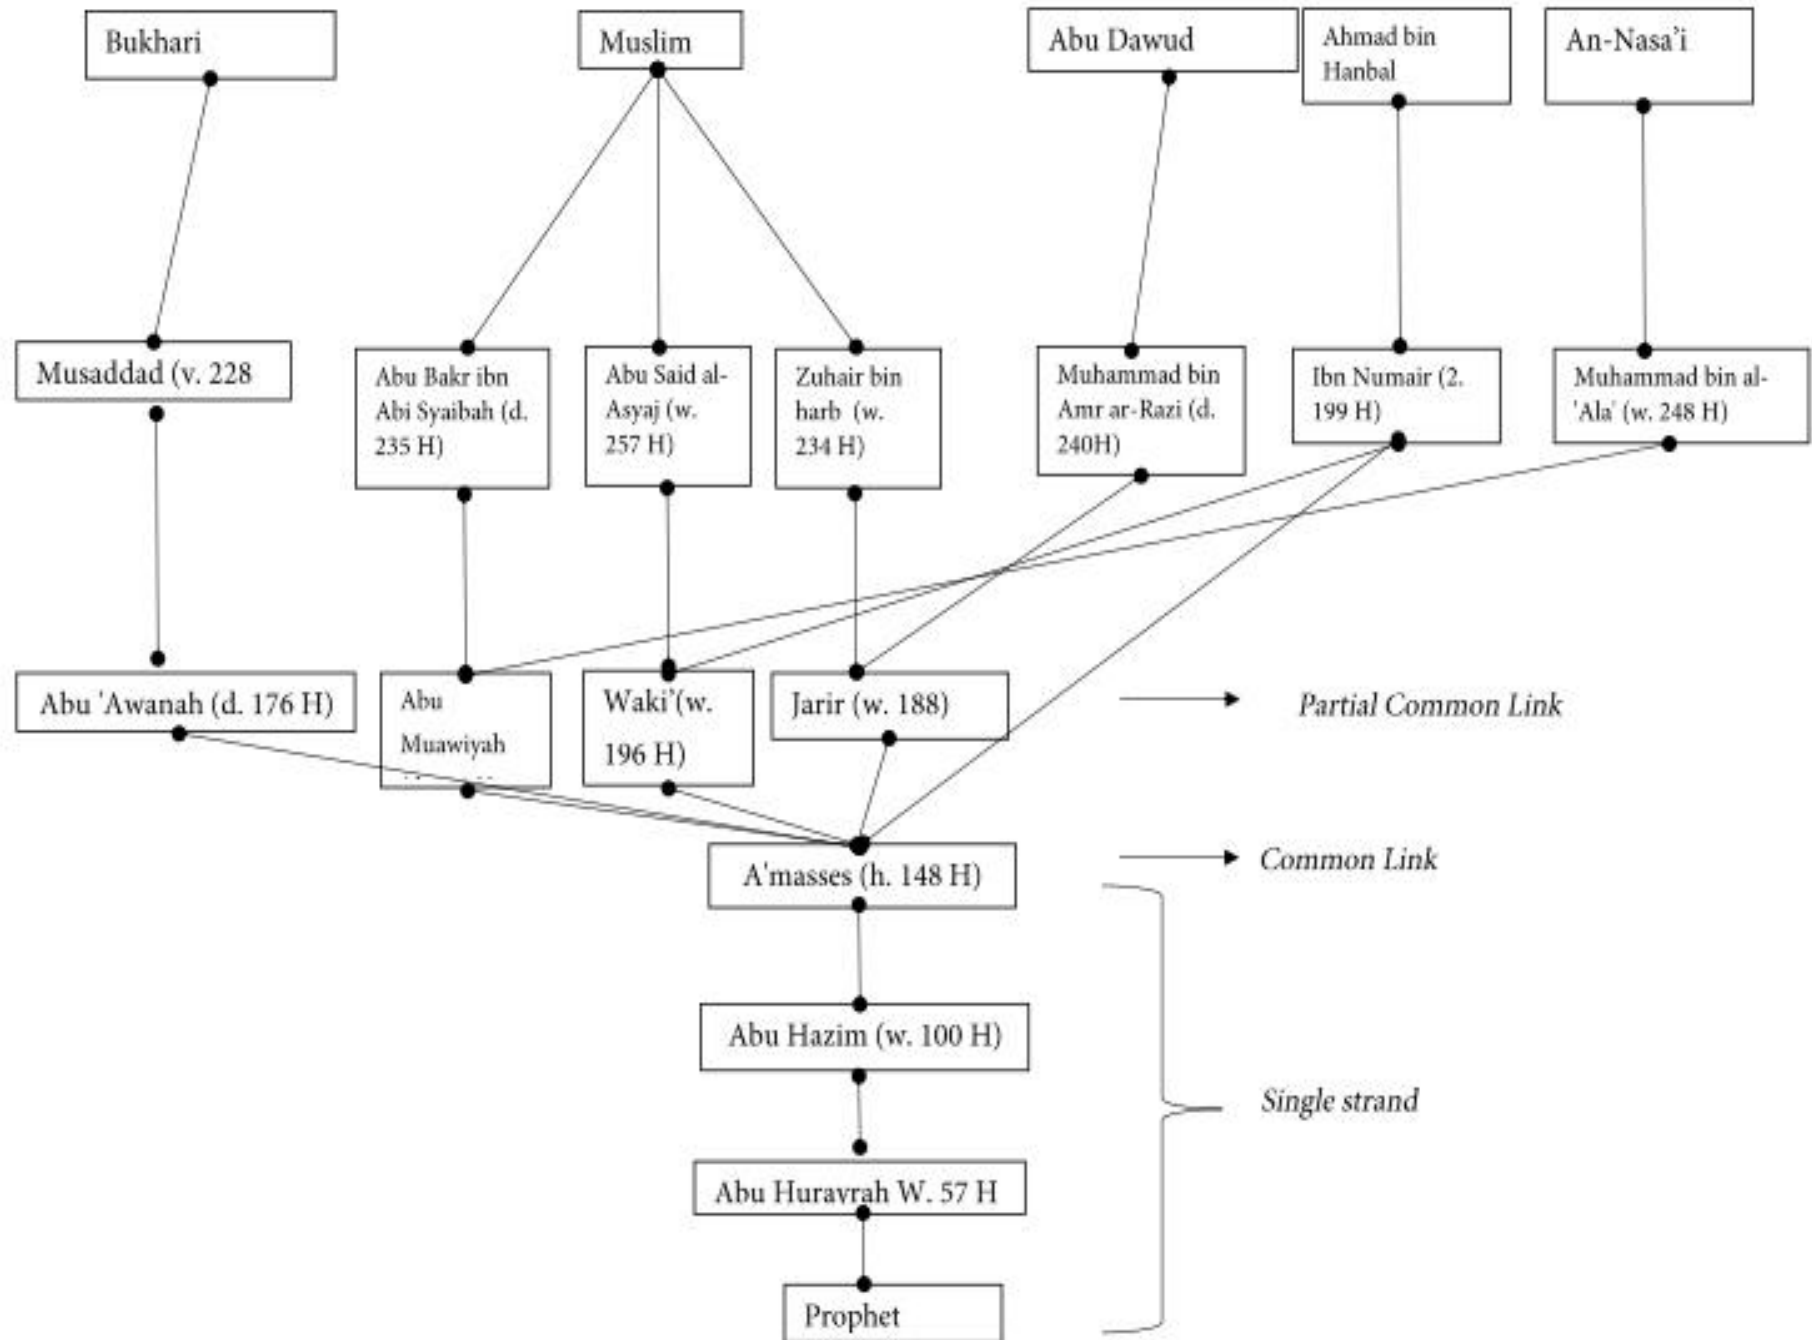 Bukhari
Muslim
Abu Dawud
Ahmad bin
Hanbal
An-Nasa'i
Musaddad (v. 228
Abu Bakr ibn
Abi Syaibah (d.
235 H)
Abu Said al-
Asyaj (w.
257 H)
Zuhair bin
harb (w.
234 H)
Muhammad bin
Amr ar-Razi (d.
240H)
Ibn Numair (2.
199 H)
Muhammad bin al-
'Ala' (w. 248 H)
Abu 'Awanah (d. 176 H)
Abu
Muawiyah
Waki'(w.
196 H)
Jarir (w. 188)
Partial Common Link
A'masses (h. 148 H)
Common Link
Abu Hazim (w. 100 H)
Single strand
Abu Huravrah W. 57 H
Prophet